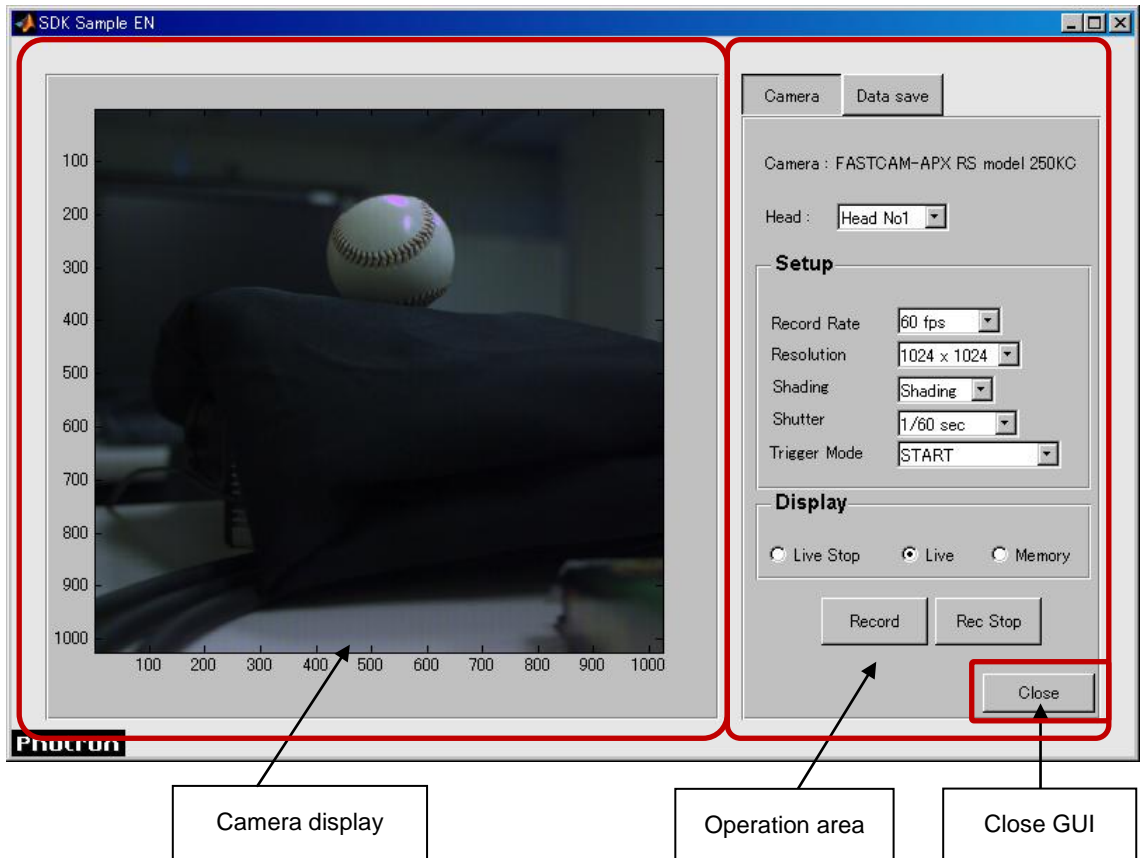 SDK Sample EN
Camera
Data save
Camera : FASTCAM-APX RS model 250KC
Head :
Head No1
Setup
Record Rate
60 fps
Resolution
1024 x 1024
Shading
Shading
Shutter
1/60 sec
Trigger Mode
START
Display
Live Stop
Live
Memory
Record
Rec Stop
Close
100
200
300
400
500
600
700
800
900
1000
100 200 300 400 500 600 700 800 900 1000
Photron
Camera display
Operation area
Close GUI